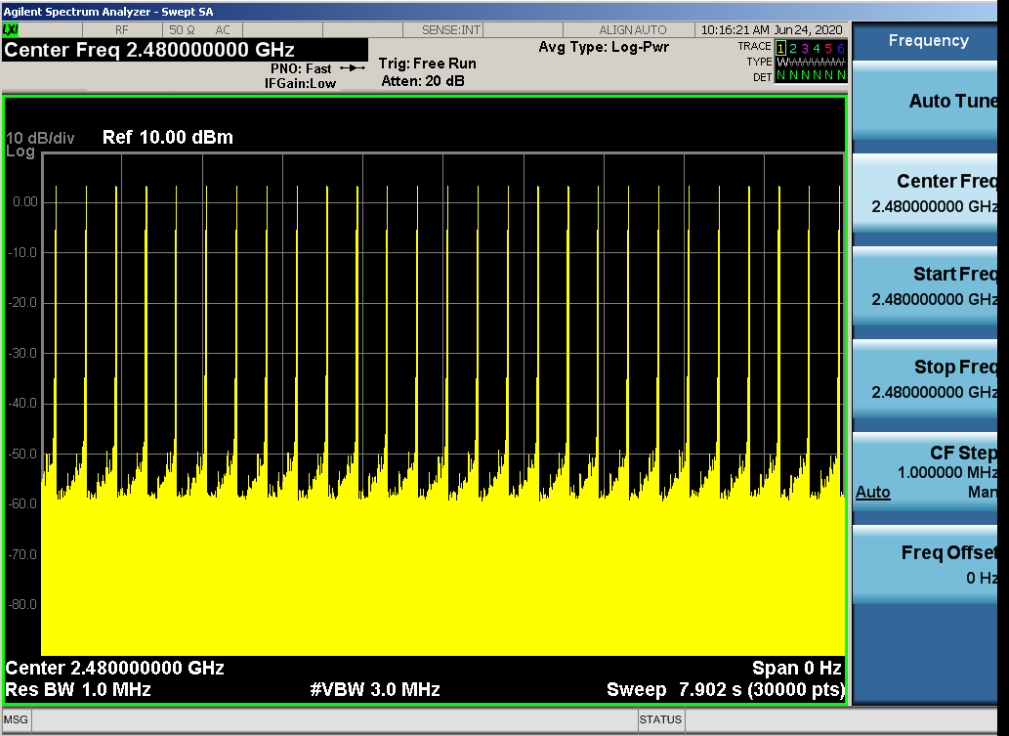 Agilent Spectrum Analyzer - Swept SA
LXI RF 50 Ω AC SENSE:INT ALIGN AUTO 10:16:21 AM Jun 24, 2020
Center Freq 2.480000000 GHz
PNO: Fast
IFGain:Low
Trig: Free Run
Atten: 20 dB
Avg Type: Log-Pwr
TRACE 1 2 3 4 5 6
TYPE W
DET N N N N N N
10 dB/div
Log
Ref 10.00 dBm
0.00
-10.0
-20.0
-30.0
-40.0
-50.0
-60.0
-70.0
-80.0
Center 2.480000000 GHz
Span 0 Hz
Res BW 1.0 MHz
#VBW 3.0 MHz
Sweep 7.902 s (30000 pts)
MSG
STATUS
Frequency
Auto Tune
Center Freq
2.480000000 GHz
Start Freq
2.480000000 GHz
Stop Freq
2.480000000 GHz
CF Step
1.000000 MHz
Auto Man
Freq Offset
0 Hz